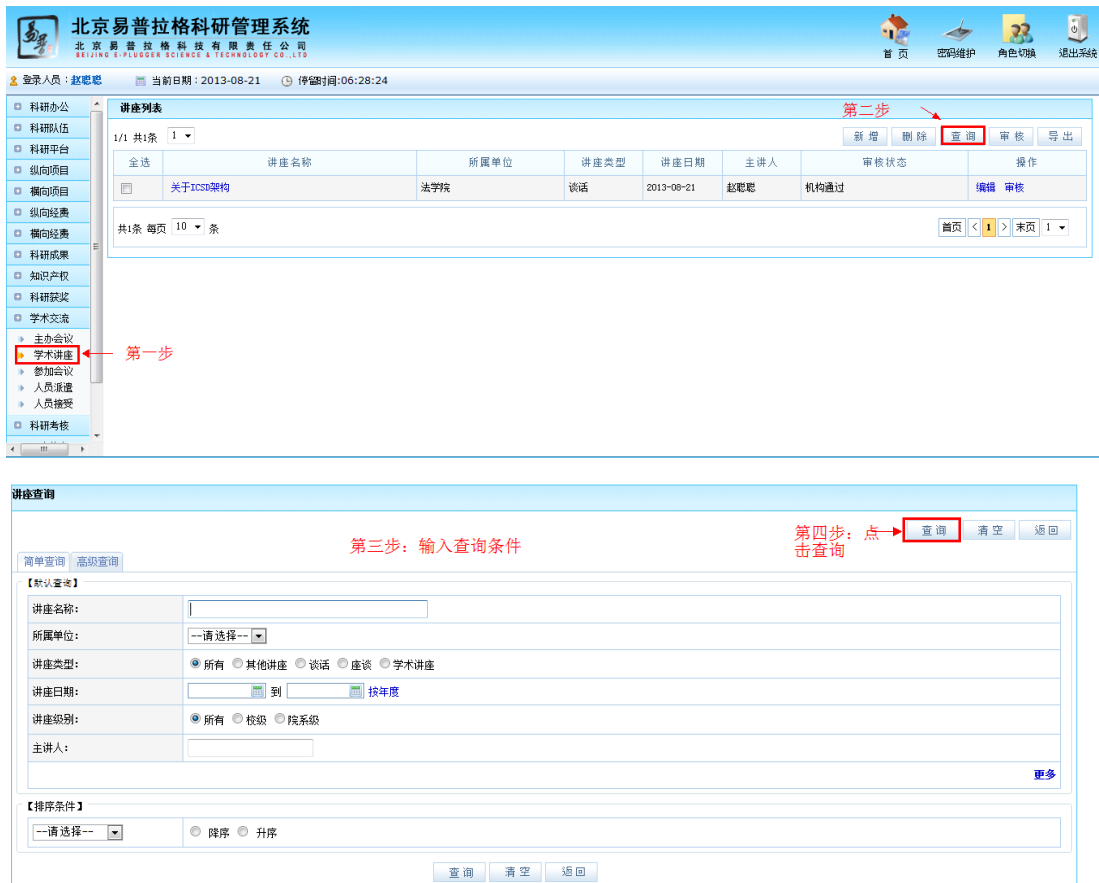 易普
北京易普拉格科研管理系统
北京易普拉格科技有限责任公司
BEIJING E-PLUGGER SCIENCE & TECHNOLOGY CO.,LTD
首 页
密码维护
角色切换
退出系统
登录人员：赵聪聪
当前日期：2013-08-21
停留时间:06:28:24
科研办公
科研队伍
科研平台
纵向项目
横向项目
纵向经费
横向经费
科研成果
知识产权
科研获奖
学术交流
主办会议
学术讲座
参加会议
人员派遣
人员接受
科研考核
第一步
讲座列表
第二步
1/1 共1条 1
新 增 删 除 查 询 审 核 导 出
全选 讲座名称 所属单位 讲座类型 讲座日期 主讲人 审核状态 操作
关于ICSD架构 法学院 谈话 2013-08-21 赵聪聪 机构通过 编辑 审核
共1条 每页 10 条
首页 < 1 > 末页 1
讲座查询
第三步：输入查询条件
第四步：点
击查询
查 询 清 空 返 回
简单查询 高级查询
【默认查询】
讲座名称:
所属单位: --请选择--
讲座类型: 所有 其他讲座 谈话 座谈 学术讲座
讲座日期: 到 按年度
讲座级别: 所有 校级 院系级
主讲人:
更多
【排序条件】
--请选择-- 降序 升序
查 询 清 空 返 回